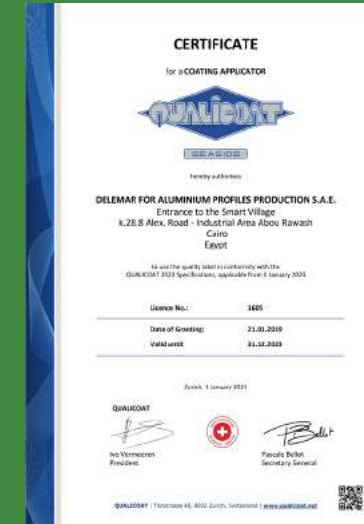 CERTIFICATE
for a COATING APPLICATOR
QUALICOAT
SEASIDE
hereby authorises
DELEMAR FOR ALUMINIUM PROFILES PRODUCTION S.A.E.
Entrance to the Smart Village
k.28.8 Alex. Road - Industrial Area Abou Rawash
Cairo
Egypt
to use the quality label in conformity with the
QUALICOAT 2023 Specifications, applicable from 1 January 2023
Licence No.: 1605
Date of Granting: 21.01.2019
Valid until: 31.12.2023
Zurich, 1 January 2023
QUALICOAT
Ivo Vermeeren
President
Pascale Bellot
Secretary General
QUALICOAT | Tödistrasse 48, 8002 Zurich, Switzerland | www.qualicoat.net